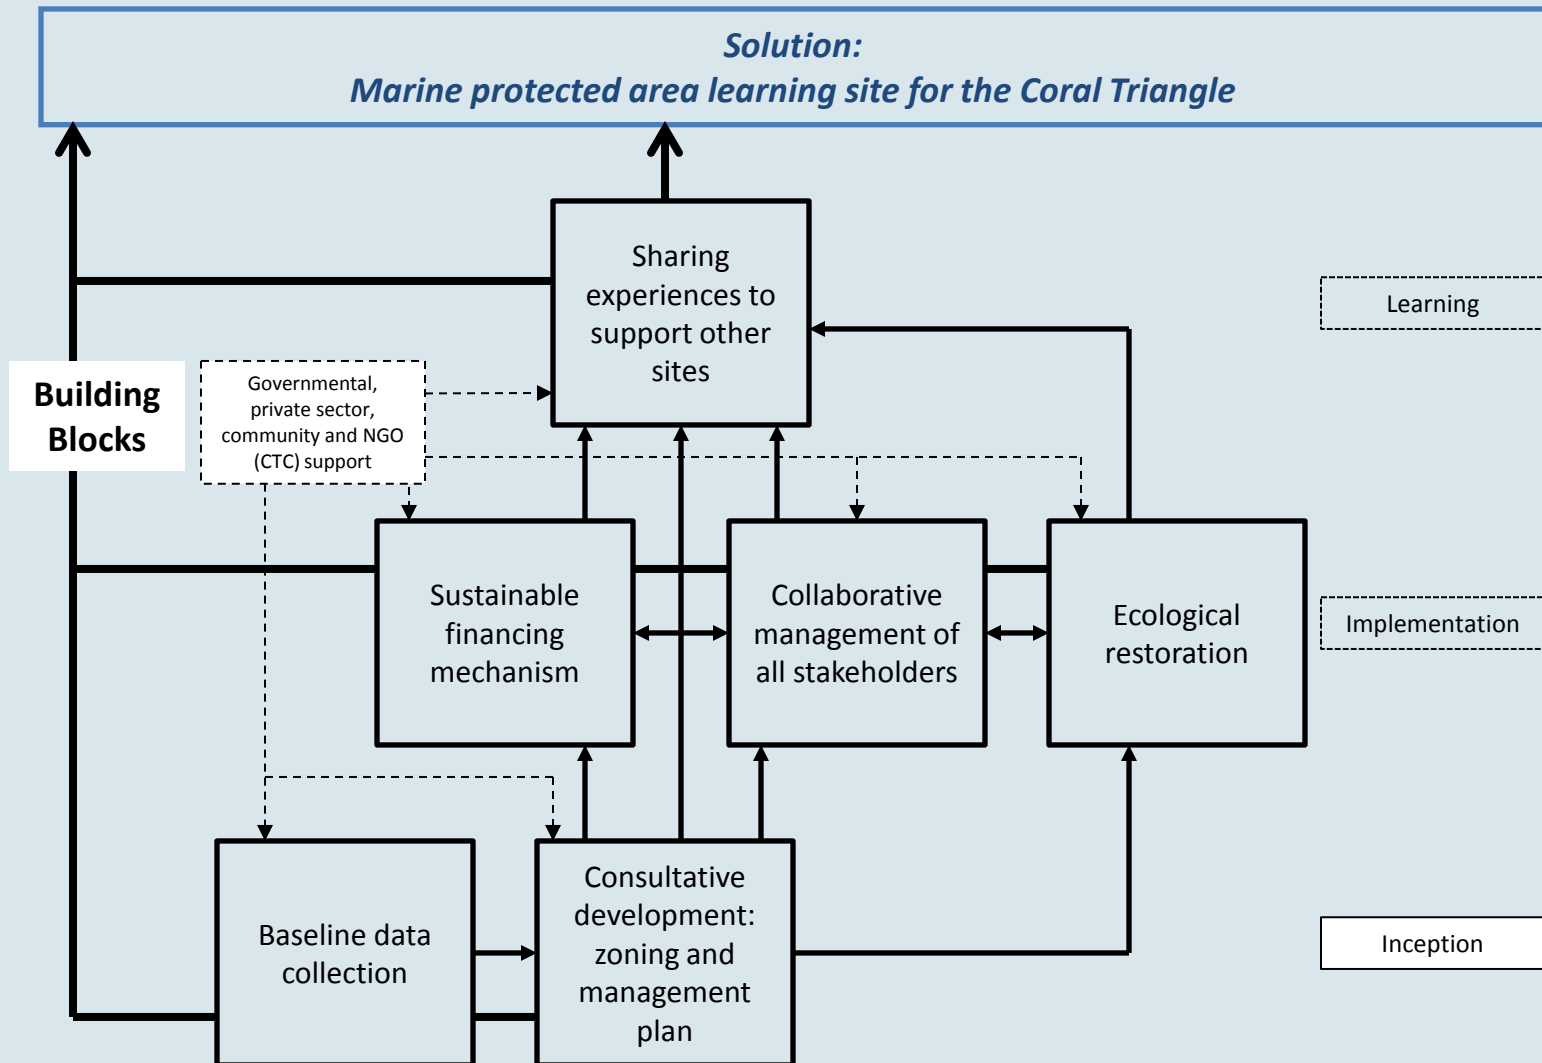 Solution:
Marine protected area learning site for the Coral Triangle
Sharing
experiences to
support other
sites
Learning
Building
Blocks
Governmental,
private sector,
community and NGO
(CTC) support
Sustainable
financing
mechanism
Collaborative
management of
all stakeholders
Ecological
restoration
Implementation
Baseline data
collection
Consultative
development:
zoning and
management
plan
Inception